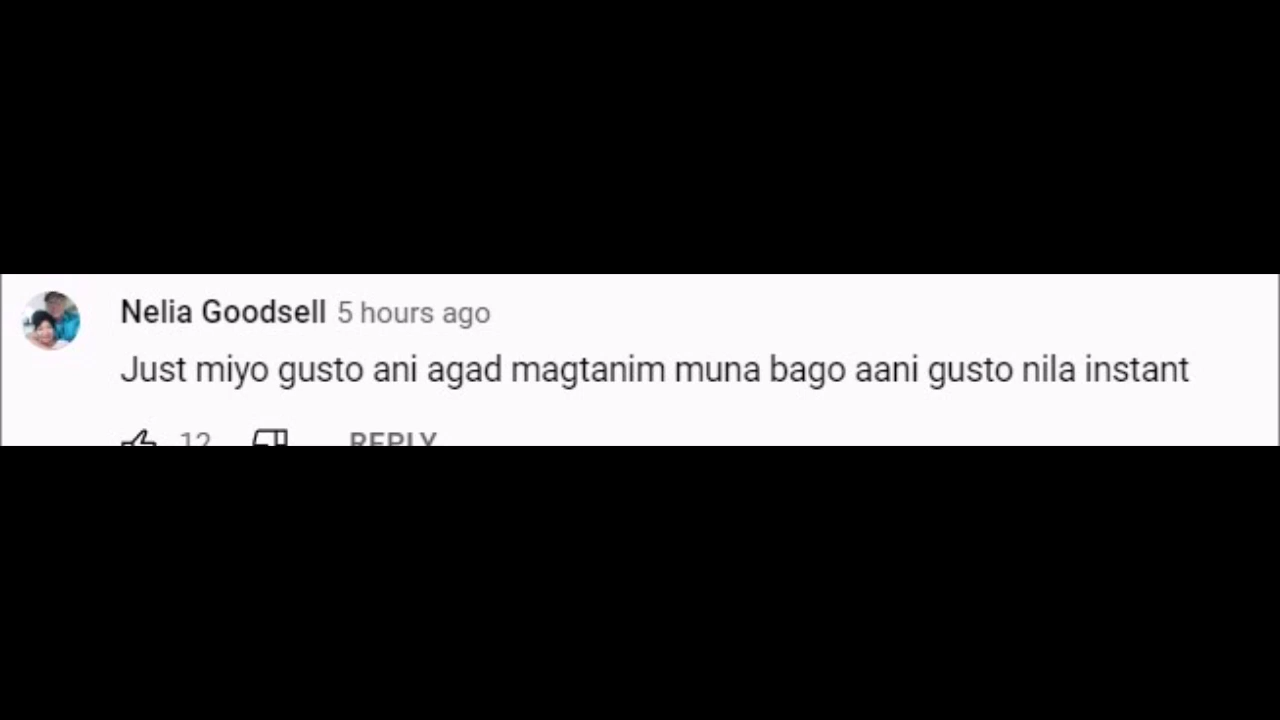 Nelia Goodsell 5 hours ago
Just miyo gusto ani agad magtanim muna bago aani gusto nila instant
12 REPLY